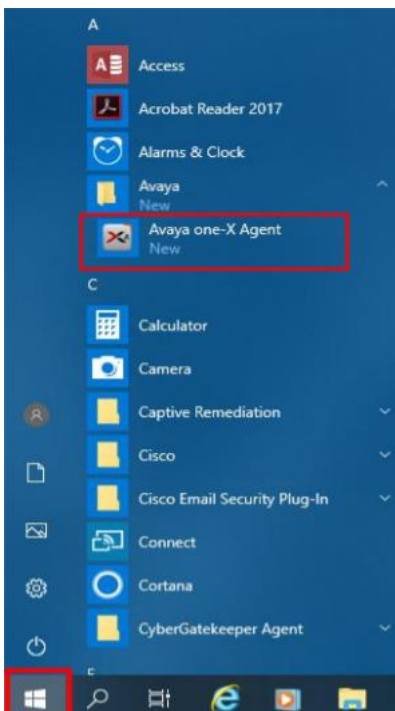 A
Access
Acrobat Reader 2017
Alarms & Clock
Avaya
New
Avaya one-X Agent
New
C
Calculator
Camera
Captive Remediation
Cisco
Cisco Email Security Plug-In
Connect
Cortana
CyberGatekeeper Agent